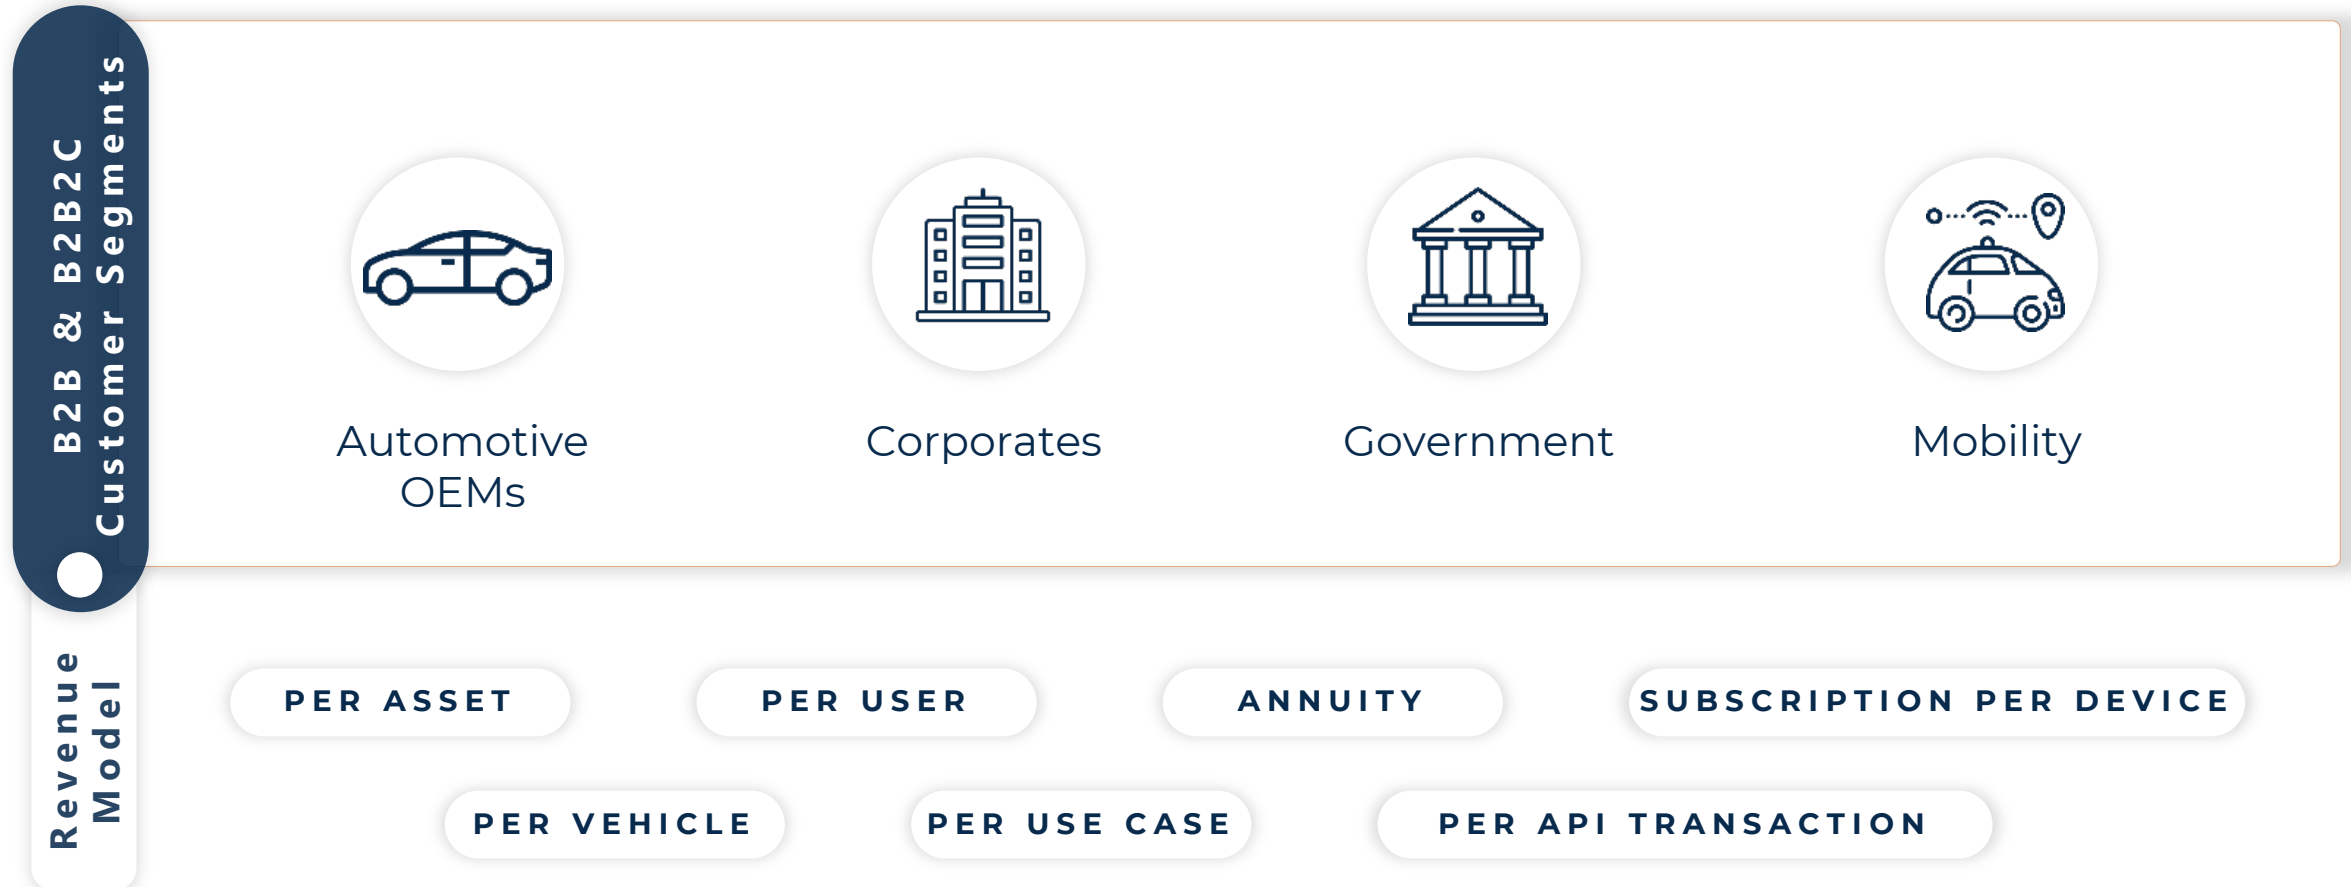 B2B & B2B2C
Customer Segments
Automotive
OEMs
Corporates
Government
Mobility
Revenue
Model
PER ASSET
PER USER
ANNUITY
SUBSCRIPTION PER DEVICE
PER VEHICLE
PER USE CASE
PER API TRANSACTION